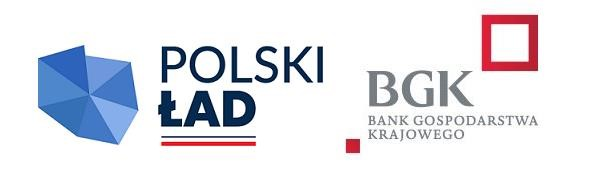 POLSKI
ŁAD
BGK
BANK GOSPODARSTWA
KRAJOWEGO